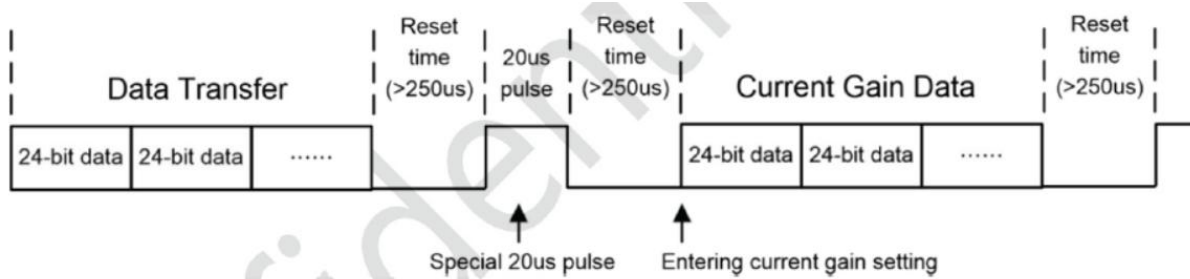 Data Transfer
Reset
time
(>250us)
20us
pulse
Reset
time
(>250us)
Current Gain Data
Reset
time
(>250us)
24-bit data
24-bit data
······
24-bit data
24-bit data
······
Special 20us pulse
Entering current gain setting